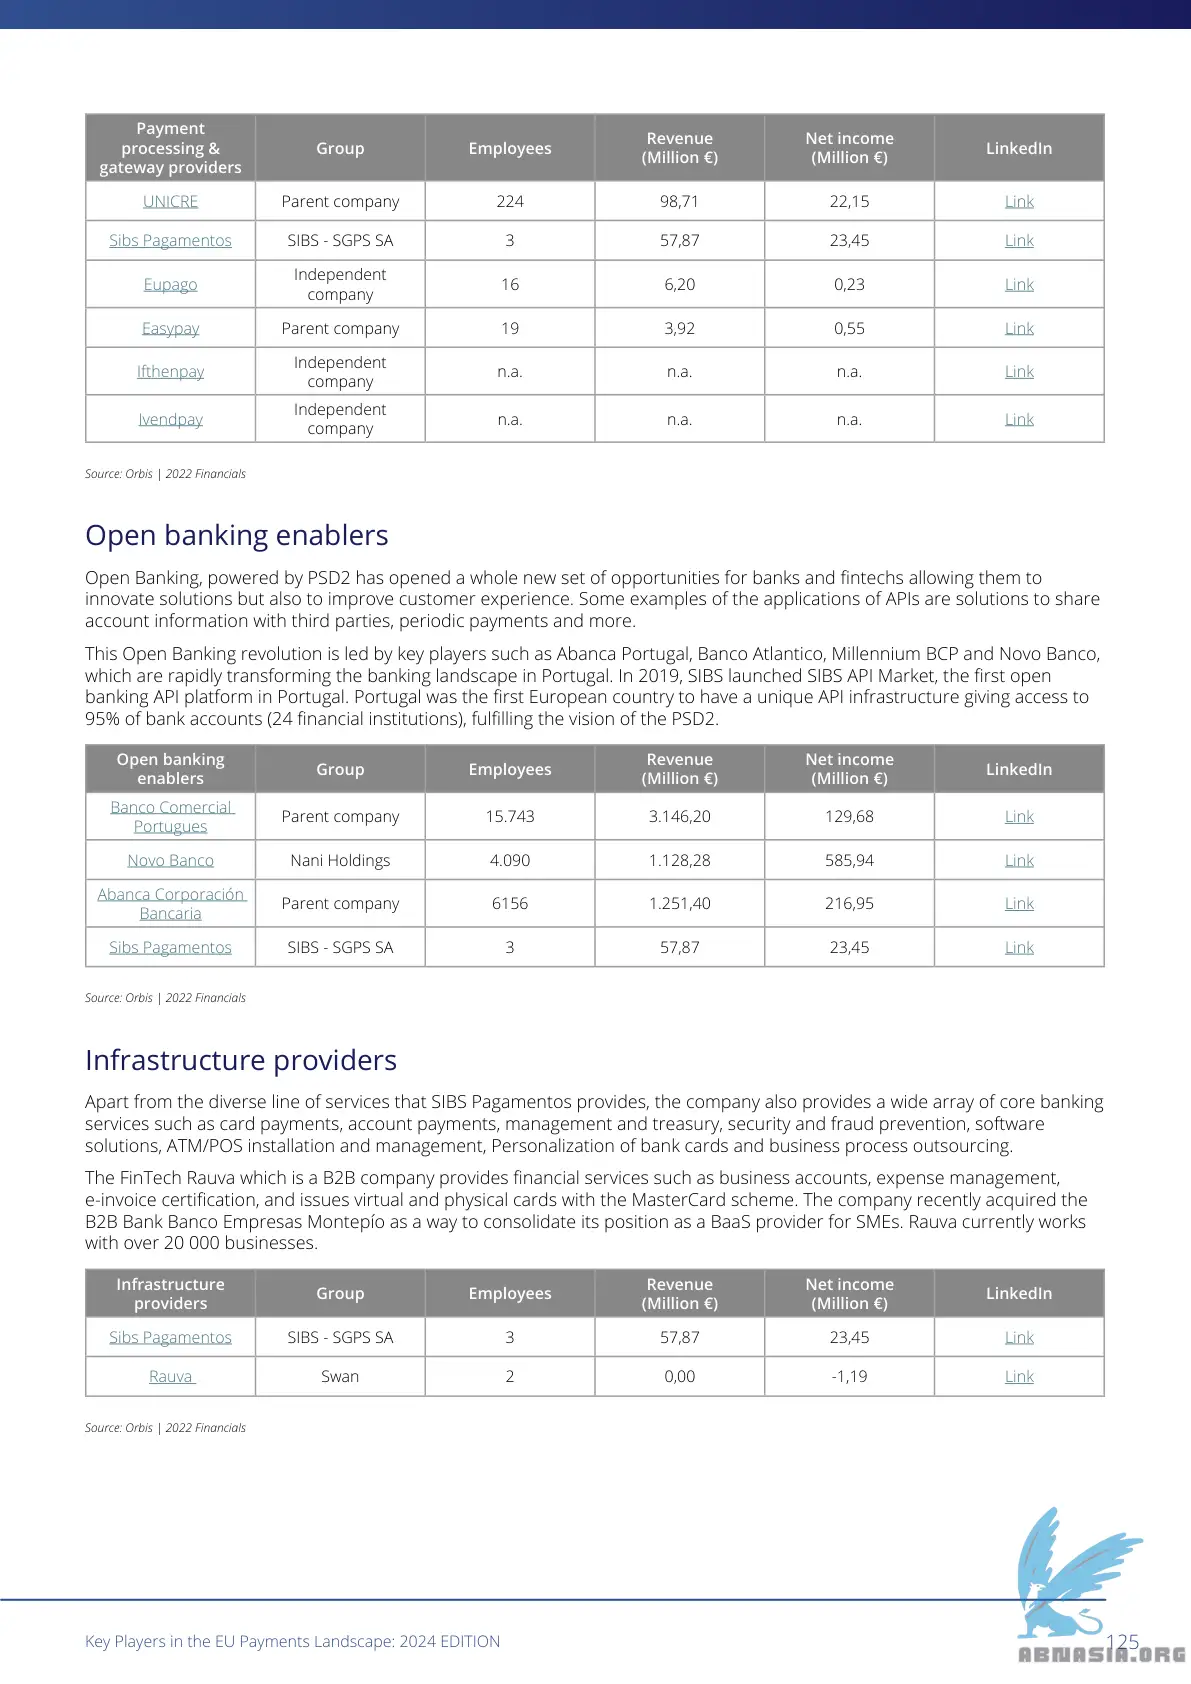 Payment
processing &
gateway providers
Group
Employees
Revenue
(Million €)
Net income
(Million €)
LinkedIn
UNICRE Parent company 224 98,71 22,15 Link
Sibs Pagamentos SIBS - SGPS SA 3 57,87 23,45 Link
Eupago Independent company 16 6,20 0,23 Link
Easypay Parent company 19 3,92 0,55 Link
Ifthenpay Independent company n.a. n.a. n.a. Link
Ivendpay Independent company n.a. n.a. n.a. Link
Source: Orbis | 2022 Financials
Open banking enablers
Open Banking, powered by PSD2 has opened a whole new set of opportunities for banks and fintechs allowing them to
innovate solutions but also to improve customer experience. Some examples of the applications of APIs are solutions to share
account information with third parties, periodic payments and more.
This Open Banking revolution is led by key players such as Abanca Portugal, Banco Atlantico, Millennium BCP and Novo Banco,
which are rapidly transforming the banking landscape in Portugal. In 2019, SIBS launched SIBS API Market, the first open
banking API platform in Portugal. Portugal was the first European country to have a unique API infrastructure giving access to
95% of bank accounts (24 financial institutions), fulfilling the vision of the PSD2.
Open banking
enablers
Group
Employees
Revenue
(Million €)
Net income
(Million €)
LinkedIn
Banco Comercial Portugues Parent company 15.743 3.146,20 129,68 Link
Novo Banco Nani Holdings 4.090 1.128,28 585,94 Link
Abanca Corporación Bancaria Parent company 6156 1.251,40 216,95 Link
Sibs Pagamentos SIBS - SGPS SA 3 57,87 23,45 Link
Source: Orbis | 2022 Financials
Infrastructure providers
Apart from the diverse line of services that SIBS Pagamentos provides, the company also provides a wide array of core banking
services such as card payments, account payments, management and treasury, security and fraud prevention, software
solutions, ATM/POS installation and management, Personalization of bank cards and business process outsourcing.
The FinTech Rauva which is a B2B company provides financial services such as business accounts, expense management,
e-invoice certification, and issues virtual and physical cards with the MasterCard scheme. The company recently acquired the
B2B Bank Banco Empresas Montepío as a way to consolidate its position as a BaaS provider for SMEs. Rauva currently works
with over 20 000 businesses.
Infrastructure
providers
Group
Employees
Revenue
(Million €)
Net income
(Million €)
LinkedIn
Sibs Pagamentos SIBS - SGPS SA 3 57,87 23,45 Link
Rauva Swan 2 0,00 -1,19 Link
Source: Orbis | 2022 Financials
Key Players in the EU Payments Landscape: 2024 EDITION
125
ABNASIA.ORG